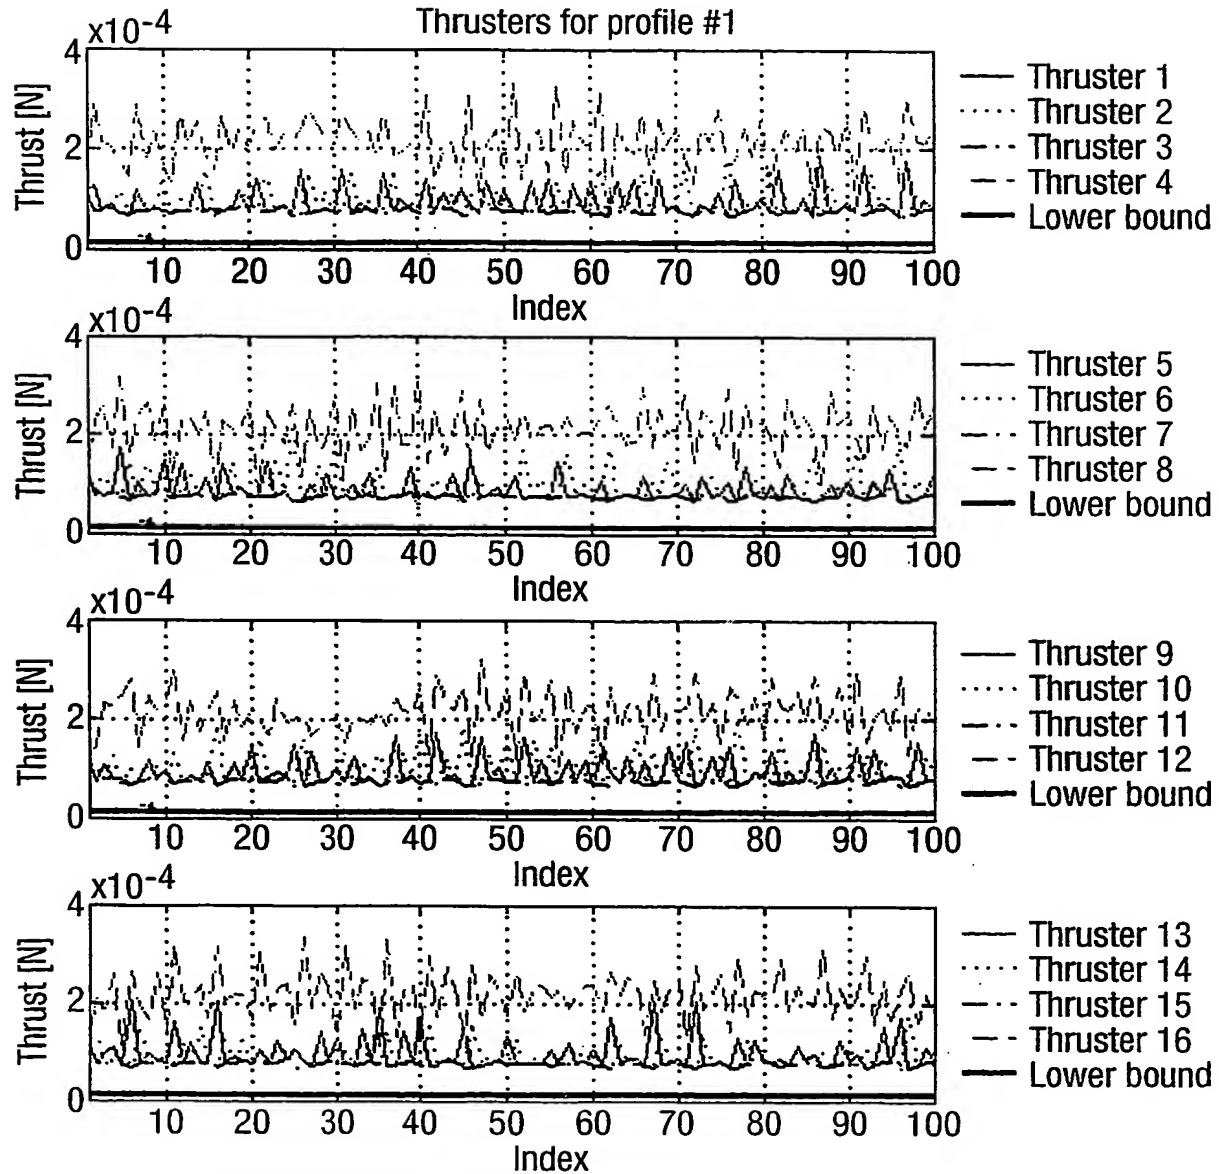 Thrusters for profile #1
x10-4
4
2
0
Thrust [N]
10 20 30 40 50 60 70 80 90 100
Index
Thruster 1
Thruster 2
Thruster 3
Thruster 4
Lower bound
x10-4
4
2
0
Thrust [N]
10 20 30 40 50 60 70 80 90 100
Index
Thruster 5
Thruster 6
Thruster 7
Thruster 8
Lower bound
x10-4
4
2
0
Thrust [N]
10 20 30 40 50 60 70 80 90 100
Index
Thruster 9
Thruster 10
Thruster 11
Thruster 12
Lower bound
x10-4
4
2
0
Thrust [N]
10 20 30 40 50 60 70 80 90 100
Index
Thruster 13
Thruster 14
Thruster 15
Thruster 16
Lower bound